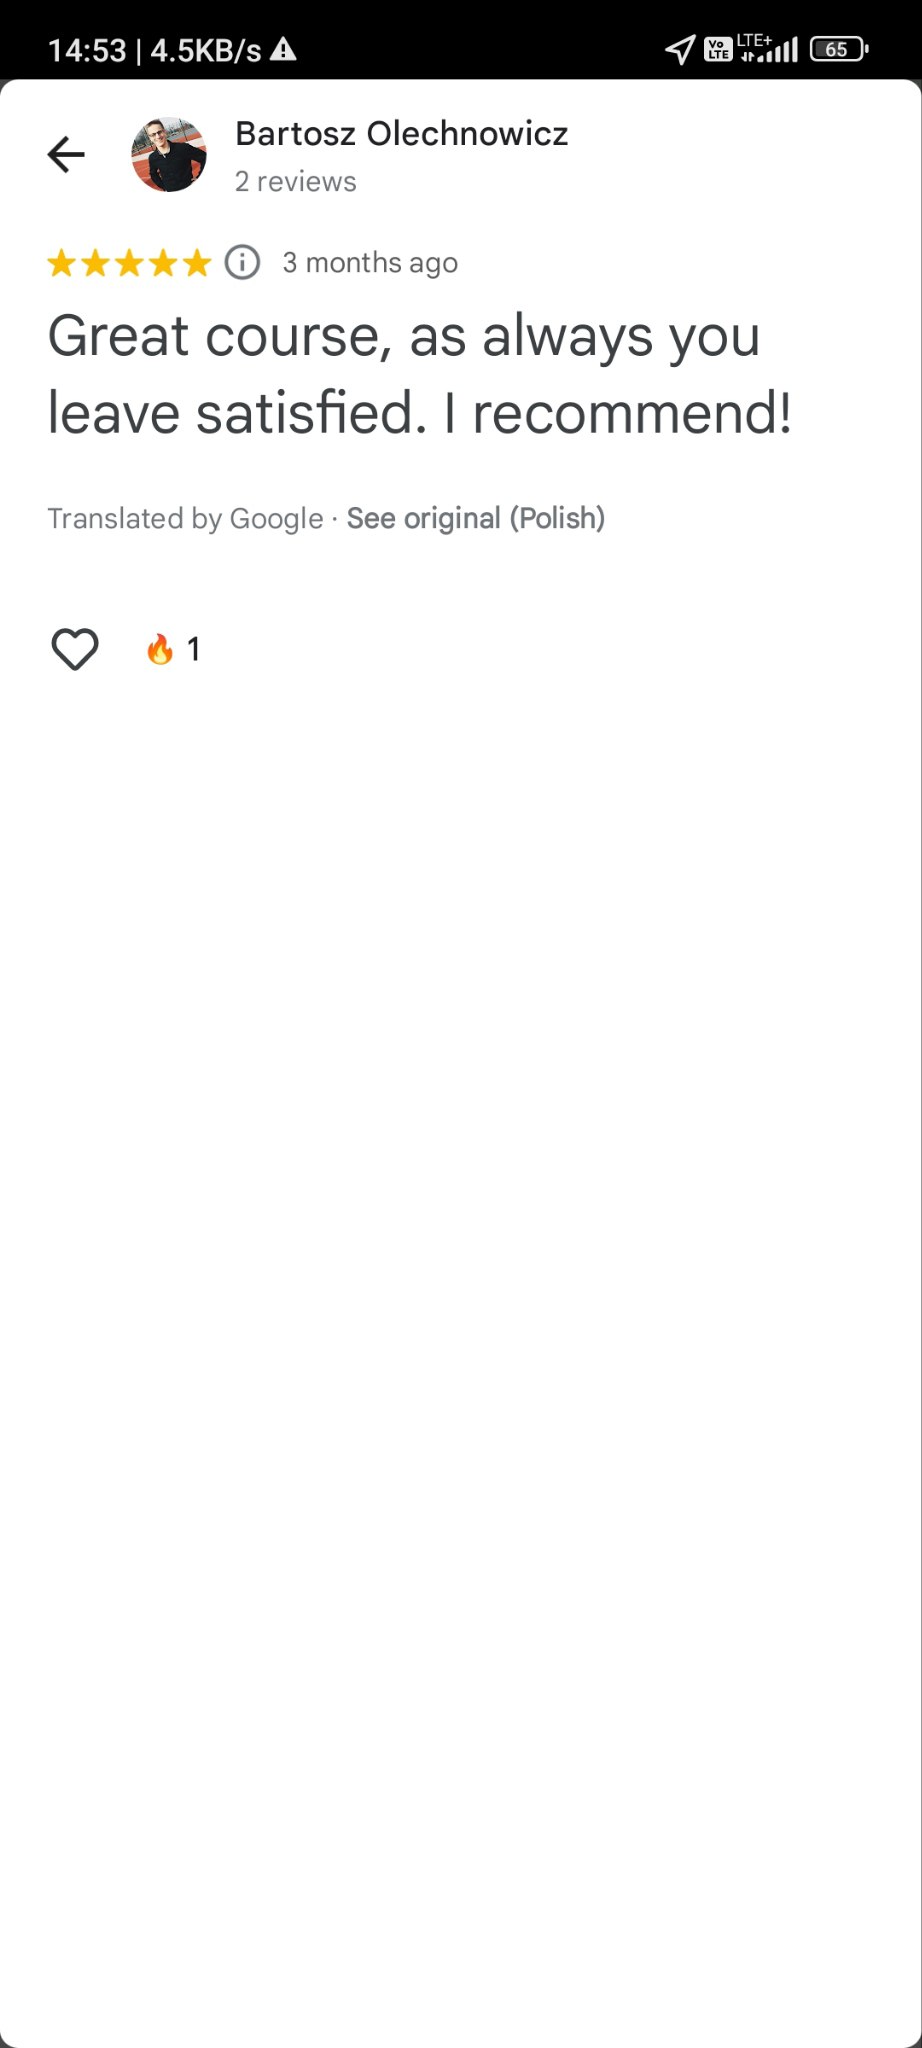 14:53 | 4.5KB/s
Vo LTE LTE+ 65
Bartosz Olechnowicz
2 reviews
3 months ago
Great course, as always you
leave satisfied. I recommend!
Translated by Google · See original (Polish)
🔥 1